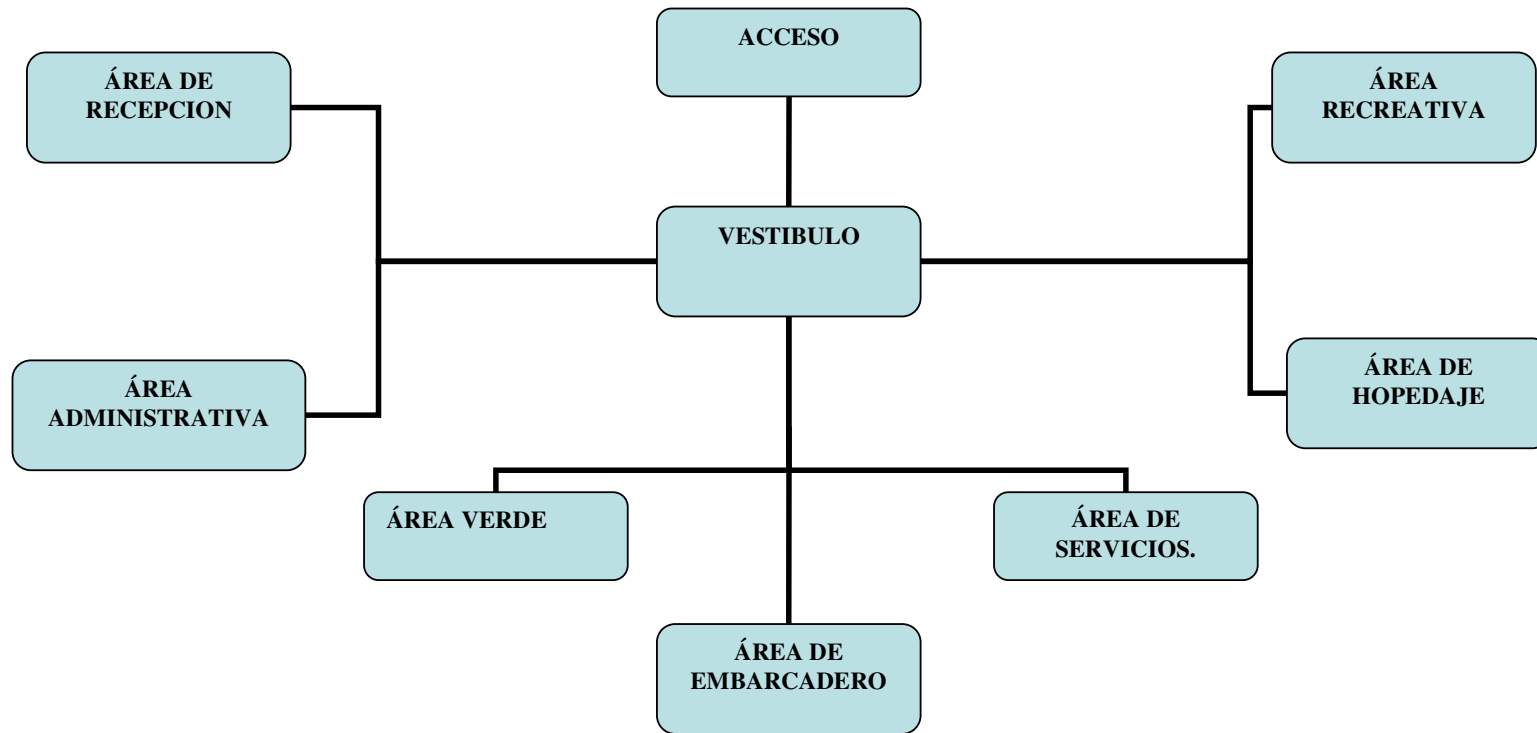 ACCESO
ÁREA DE
RECEPCION
ÁREA
RECREATIVA
VESTIBULO
ÁREA
ADMINISTRATIVA
ÁREA DE
HOPEDAJE
ÁREA VERDE
ÁREA DE
SERVICIOS.
ÁREA DE
EMBARCADERO